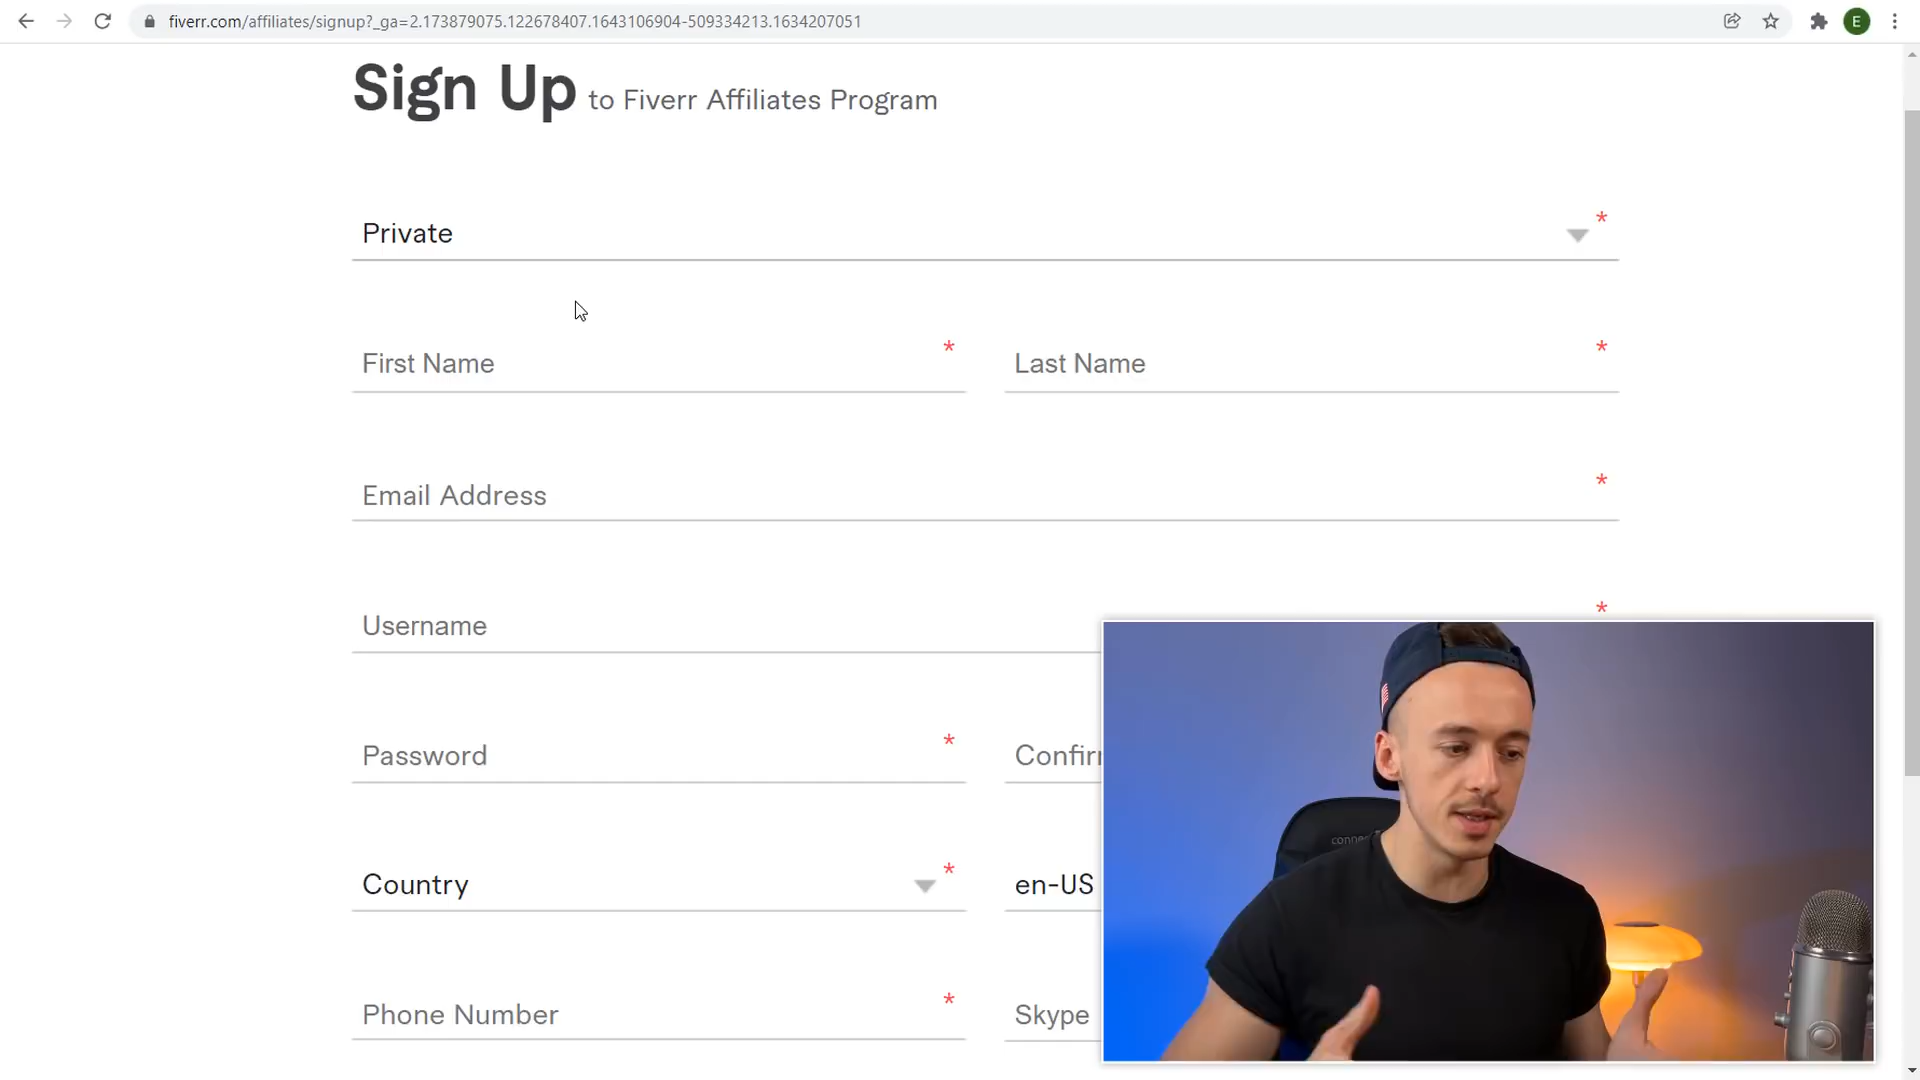 fiverr.com/affiliates/signup?_ga=2.173879075.122678407.1643106904-509334213.1634207051
E
Sign Up to Fiverr Affiliates Program
Private *
First Name *
Last Name *
Email Address *
Username *
Password *
Confir
Country *
en-US
Phone Number *
Skype